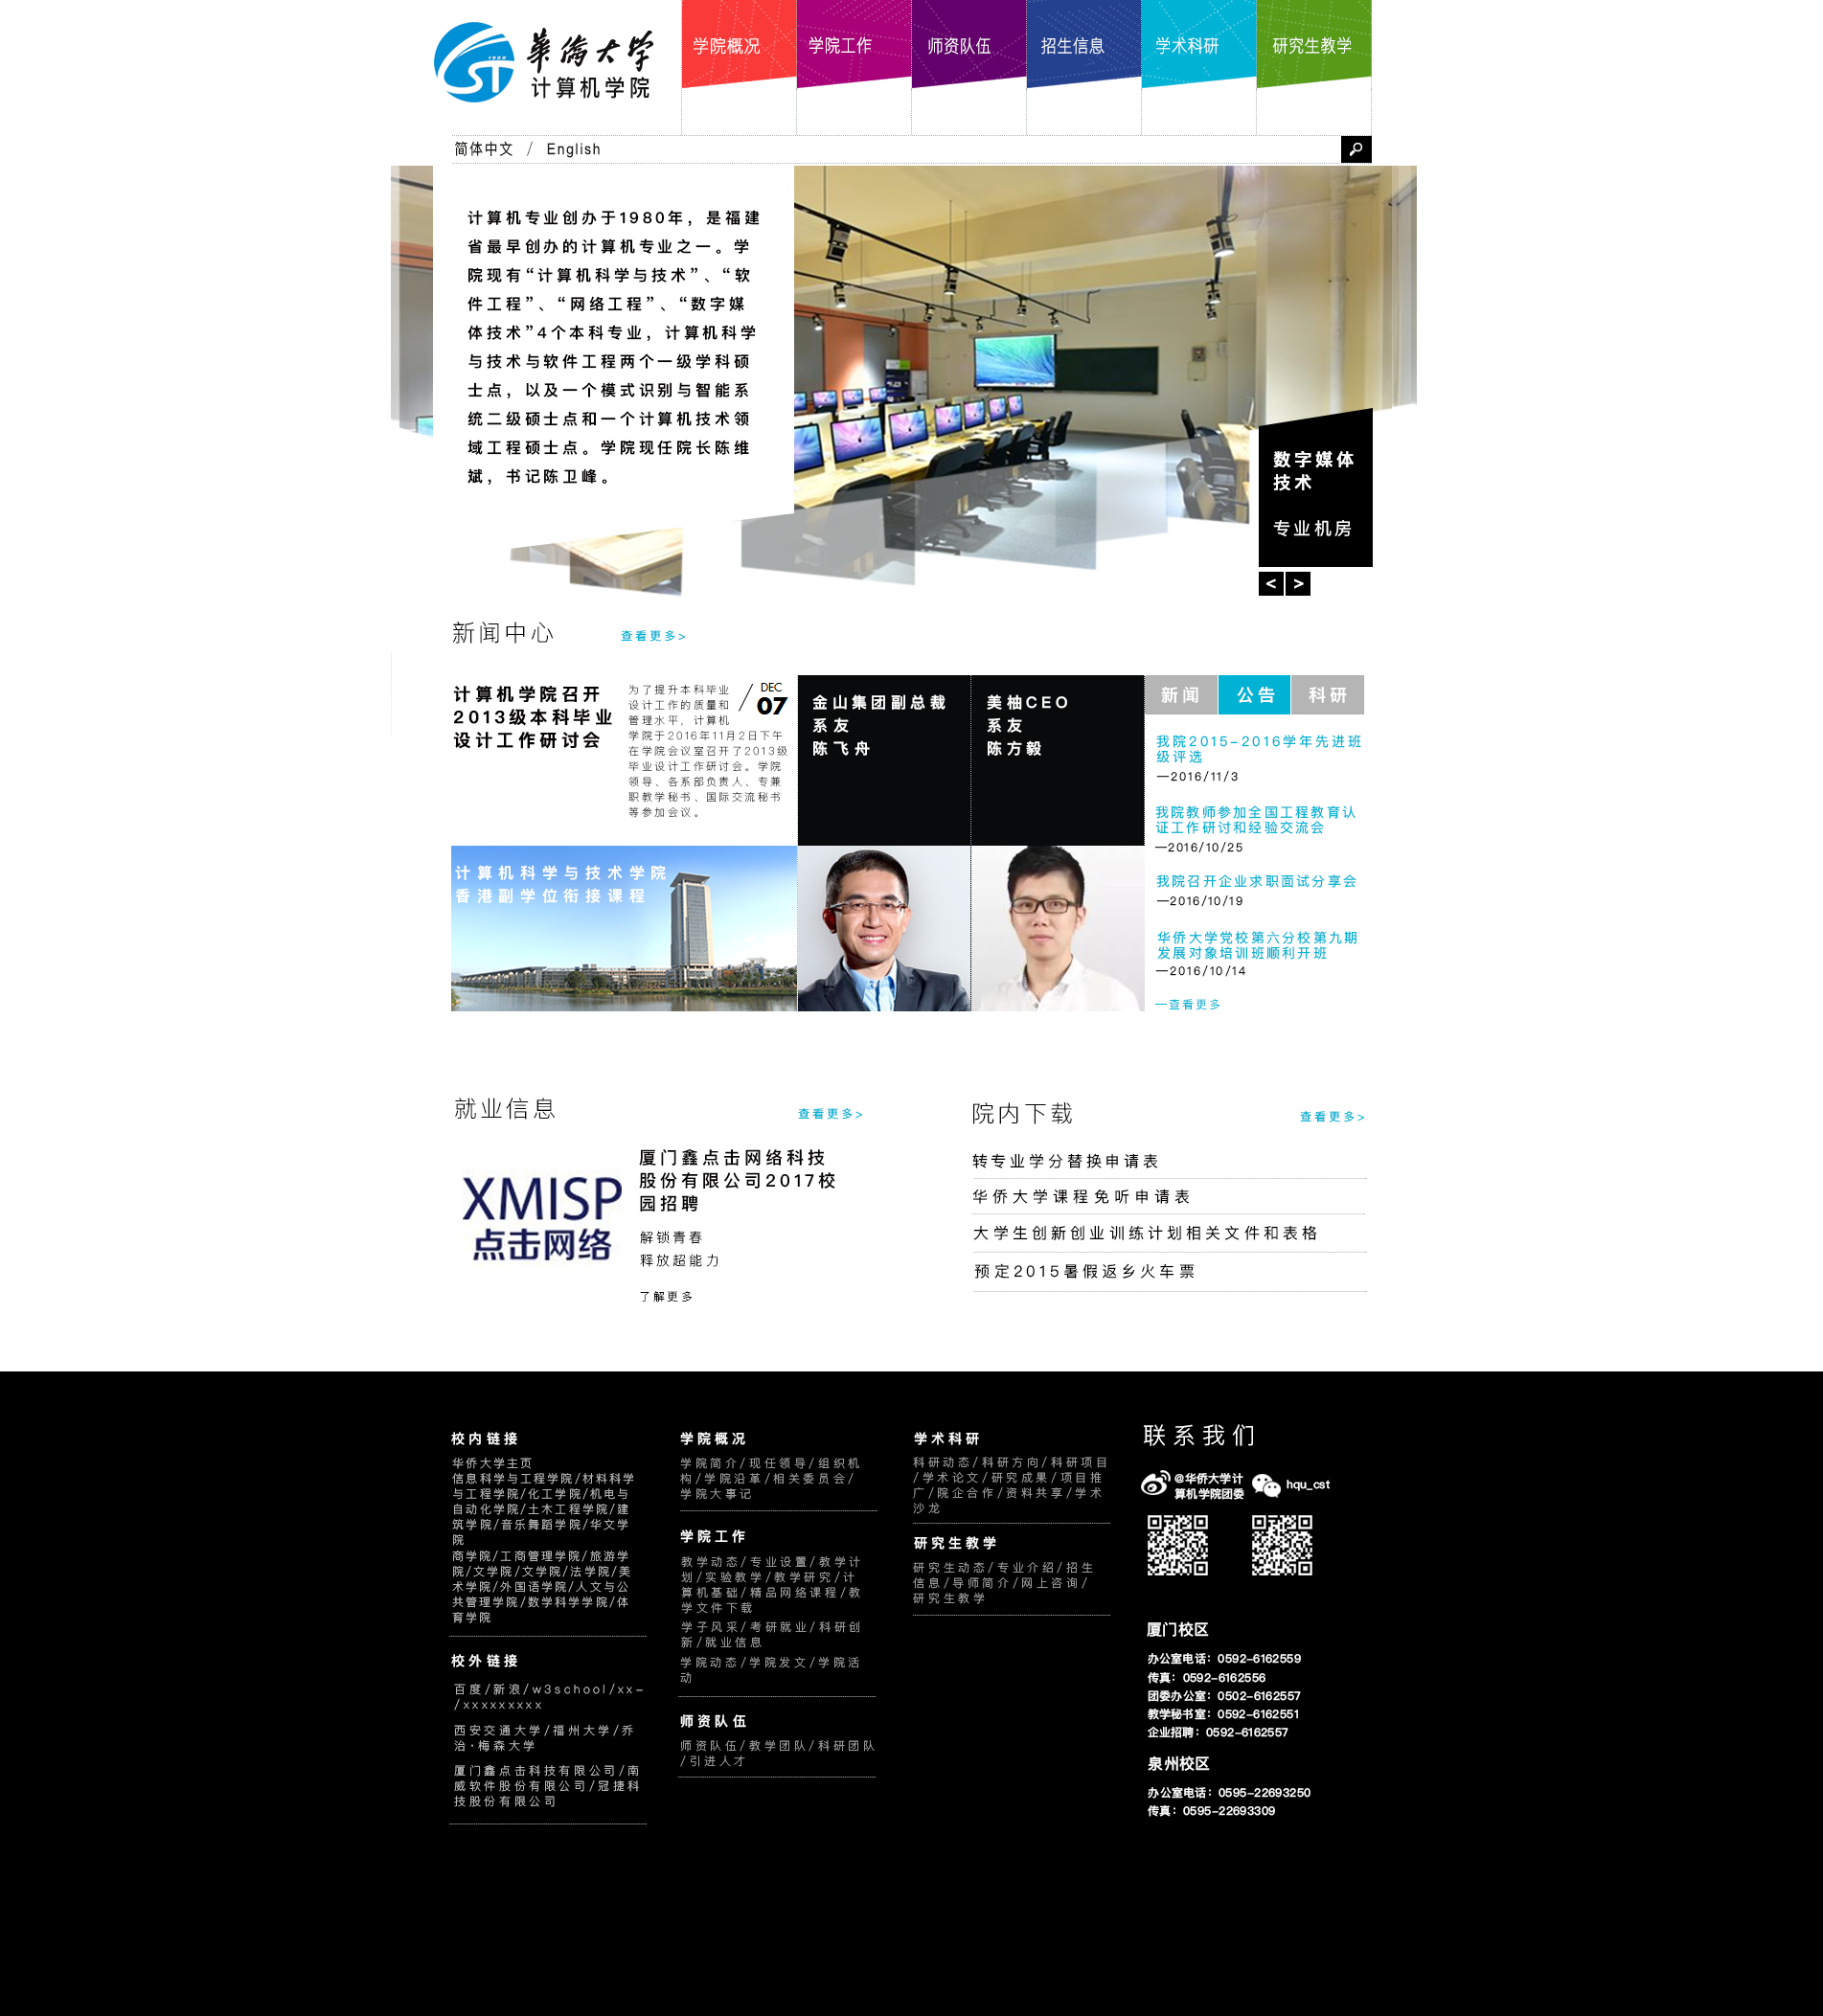 華僑大学
计算机学院
CST
1980
学院概况
学院工作
师资队伍
招生信息
学术科研
研究生教学
简体中文 / English
计算机专业创办于1980年，是福建
省最早创办的计算机专业之一。学
院现有“计算机科学与技术”、“软
件工程”、“网络工程”、“数字媒
体技术”4个本科专业，计算机科学
与技术与软件工程两个一级学科硕
士点，以及一个模式识别与智能系
统二级硕士点和一个计算机技术领
域工程硕士点。学院现任院长陈维
斌，书记陈卫峰。
数字媒体
技术
专业机房
< >
新闻中心
查看更多>
计算机学院召开
2013级本科毕业
设计工作研讨会
DEC
07
为了提升本科毕业
设计工作的质量和
管理水平，计算机
学院于2016年11月2日下午
在学院会议室召开了2013级
毕业设计工作研讨会。学院
领导、各系部负责人、专兼
职教学秘书、国际交流秘书
等参加会议。
金山集团副总裁
系友
陈飞舟
美柚CEO
系友
陈方毅
新闻
公告
科研
我院2015-2016学年先进班
级评选
—2016/11/3
我院教师参加全国工程教育认
证工作研讨和经验交流会
—2016/10/25
我院召开企业求职面试分享会
—2016/10/19
华侨大学党校第六分校第九期
发展对象培训班顺利开班
—2016/10/14
—查看更多
计算机科学与技术学院
香港副学位衔接课程
就业信息
查看更多>
XMISP
点击网络
厦门鑫点击网络科技
股份有限公司2017校
园招聘
解锁青春
释放超能力
了解更多
院内下载
查看更多>
转专业学分替换申请表
华侨大学课程免听申请表
大学生创新创业训练计划相关文件和表格
预定2015暑假返乡火车票
校内链接
华侨大学主页
信息科学与工程学院/材料科学
与工程学院/化工学院/机电与
自动化学院/土木工程学院/建
筑学院/音乐舞蹈学院/华文学
院
商学院/工商管理学院/旅游学
院/文学院/文学院/法学院/美
术学院/外国语学院/人文与公
共管理学院/数学科学学院/体
育学院
校外链接
百度/新浪/w3school/xx-
/xxxxxxxxx
西安交通大学/福州大学/乔
治·梅森大学
厦门鑫点击科技有限公司/南
威软件股份有限公司/冠捷科
技股份有限公司
学院概况
学院简介/现任领导/组织机
构/学院沿革/相关委员会/
学院大事记
学院工作
教学动态/专业设置/教学计
划/实验教学/教学研究/计
算机基础/精品网络课程/教
学文件下载
学子风采/考研就业/科研创
新/就业信息
学院动态/学院发文/学院活
动
师资队伍
师资队伍/教学团队/科研团队
/引进人才
学术科研
科研动态/科研方向/科研项目
/学术论文/研究成果/项目推
广/院企合作/资料共享/学术
沙龙
研究生教学
研究生动态/专业介绍/招生
信息/导师简介/网上咨询/
研究生教学
联系我们
@华侨大学计
算机学院团委
hqu_cst
厦门校区
办公室电话：0592-6162559
传真：0592-6162556
团委办公室：0502-6162557
教学秘书室：0592-6162551
企业招聘：0592-6162557
泉州校区
办公室电话：0595-22693250
传真：0595-22693309